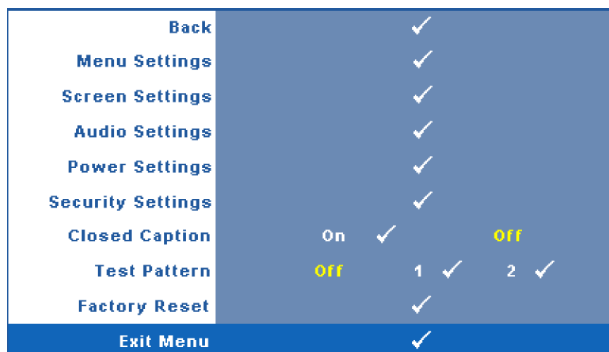 Back ✓
Menu Settings ✓
Screen Settings ✓
Audio Settings ✓
Power Settings ✓
Security Settings ✓
Closed Caption On ✓ Off
Test Pattern Off 1 ✓ 2 ✓
Factory Reset ✓
Exit Menu ✓